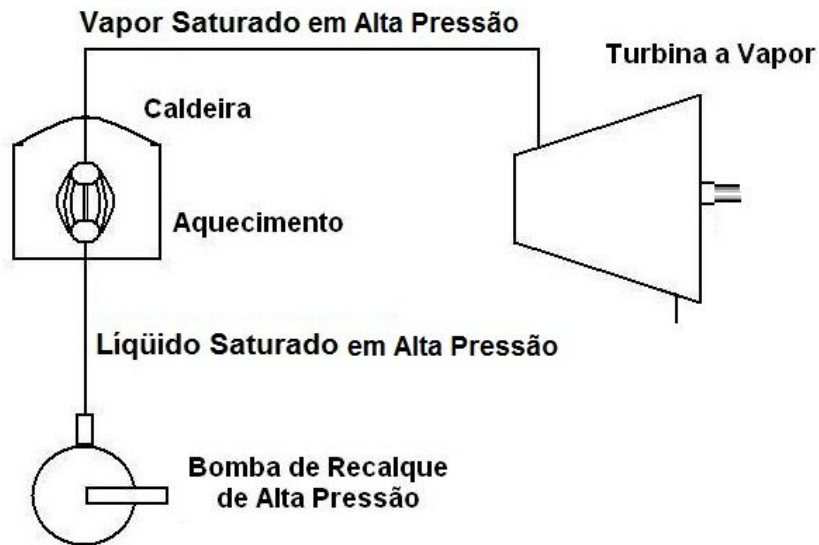 Vapor Saturado em Alta Pressão
Turbina a Vapor
Caldeira
Aquecimento
Líqüido Saturado em Alta Pressão
Bomba de Recalque
de Alta Pressão